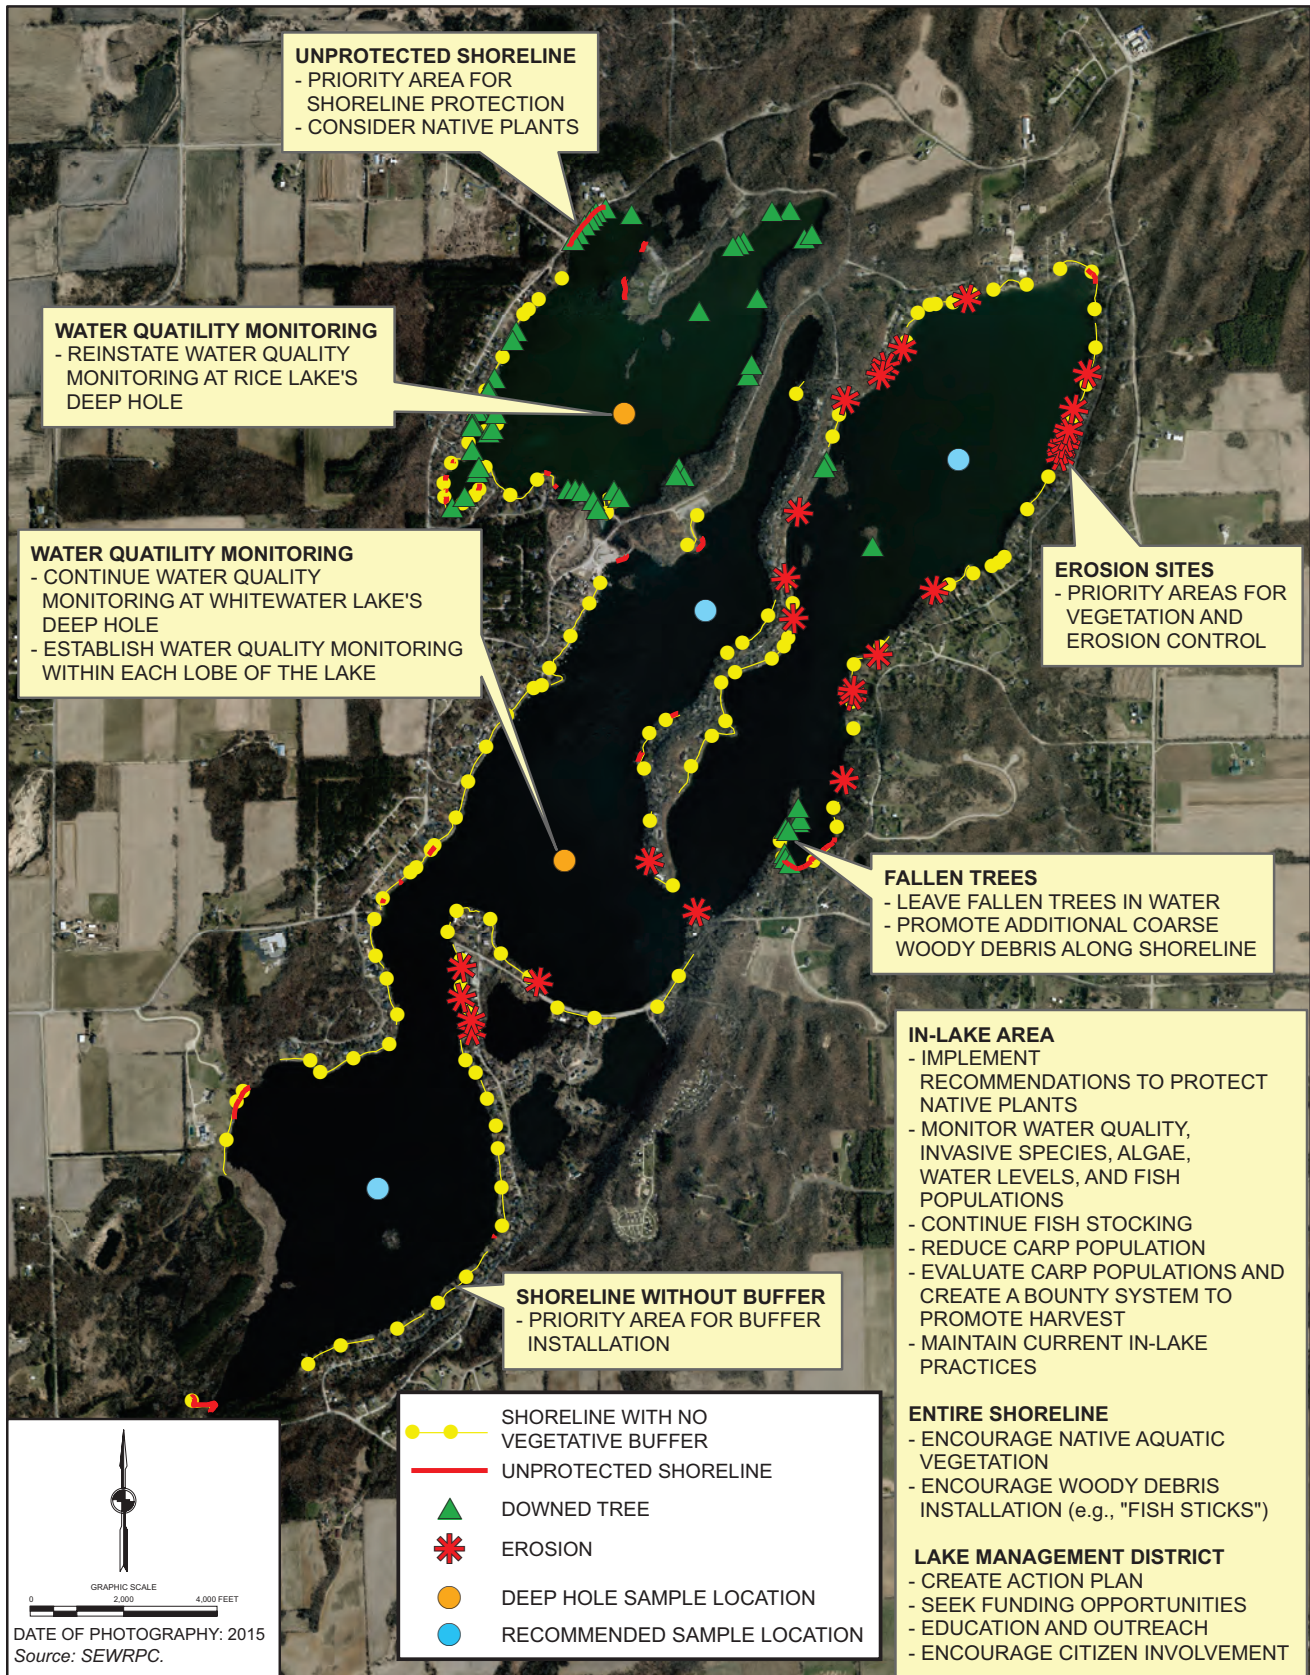 UNPROTECTED SHORELINE
- PRIORITY AREA FOR
SHORELINE PROTECTION
- CONSIDER NATIVE PLANTS
WATER QUATILITY MONITORING
- REINSTATE WATER QUALITY
MONITORING AT RICE LAKE'S
DEEP HOLE
WATER QUATILITY MONITORING
- CONTINUE WATER QUALITY
MONITORING AT WHITEWATER LAKE'S
DEEP HOLE
- ESTABLISH WATER QUALITY MONITORING
WITHIN EACH LOBE OF THE LAKE
EROSION SITES
- PRIORITY AREAS FOR
VEGETATION AND
EROSION CONTROL
FALLEN TREES
- LEAVE FALLEN TREES IN WATER
- PROMOTE ADDITIONAL COARSE
WOODY DEBRIS ALONG SHORELINE
IN-LAKE AREA
- IMPLEMENT
RECOMMENDATIONS TO PROTECT
NATIVE PLANTS
- MONITOR WATER QUALITY,
INVASIVE SPECIES, ALGAE,
WATER LEVELS, AND FISH
POPULATIONS
- CONTINUE FISH STOCKING
- REDUCE CARP POPULATION
- EVALUATE CARP POPULATIONS AND
CREATE A BOUNTY SYSTEM TO
PROMOTE HARVEST
- MAINTAIN CURRENT IN-LAKE
PRACTICES
ENTIRE SHORELINE
- ENCOURAGE NATIVE AQUATIC
VEGETATION
- ENCOURAGE WOODY DEBRIS
INSTALLATION (e.g., "FISH STICKS")
LAKE MANAGEMENT DISTRICT
- CREATE ACTION PLAN
- SEEK FUNDING OPPORTUNITIES
- EDUCATION AND OUTREACH
- ENCOURAGE CITIZEN INVOLVEMENT
SHORELINE WITHOUT BUFFER
- PRIORITY AREA FOR BUFFER
INSTALLATION
SHORELINE WITH NO
VEGETATIVE BUFFER
UNPROTECTED SHORELINE
DOWNED TREE
EROSION
DEEP HOLE SAMPLE LOCATION
RECOMMENDED SAMPLE LOCATION
GRAPHIC SCALE
0 2,000 4,000 FEET
DATE OF PHOTOGRAPHY: 2015
Source: SEWRPC.